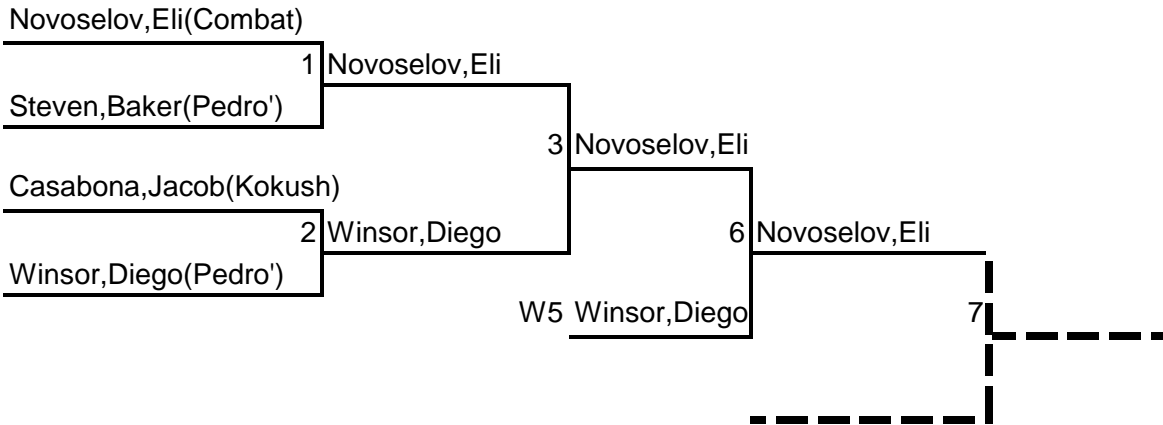 Novoselov,Eli(Combat)
1 Novoselov,Eli
Steven,Baker(Pedro')
3 Novoselov,Eli
Casabona,Jacob(Kokush)
2 Winsor,Diego
6 Novoselov,Eli
Winsor,Diego(Pedro')
W5 Winsor,Diego
7